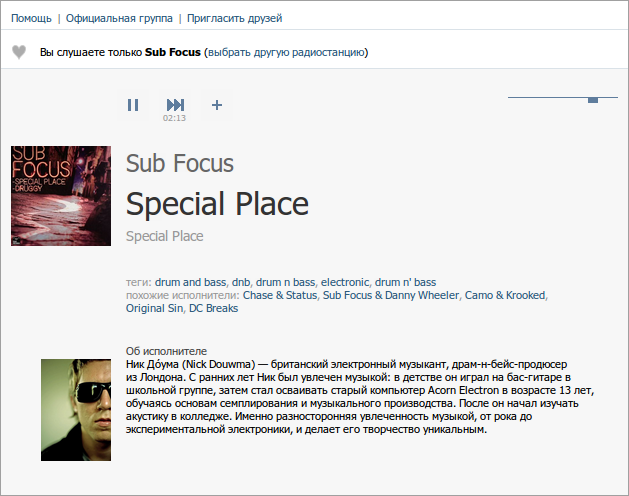 Помощь | Официальная группа | Пригласить друзей
Вы слушаете только Sub Focus (выбрать другую радиостанцию)
02:13
SUB
FOCUS
-SPECIAL PLACE
-DRUGGY
Sub Focus
Special Place
Special Place
теги: drum and bass, dnb, drum n bass, electronic, drum n' bass
похожие исполнители: Chase & Status, Sub Focus & Danny Wheeler, Camo & Krooked,
Original Sin, DC Breaks
Об исполнителе
Ник Дóума (Nick Douwma) — британский электронный музыкант, драм-н-бейс-продюсер
из Лондона. С ранних лет Ник был увлечен музыкой: в детстве он играл на бас-гитаре в
школьной группе, затем стал осваивать старый компьютер Acorn Electron в возрасте 13 лет,
обучаясь основам семплирования и музыкального производства. После он начал изучать
акустику в колледже. Именно разносторонняя увлеченность музыкой, от рока до
экспериментальной электроники, и делает его творчество уникальным.